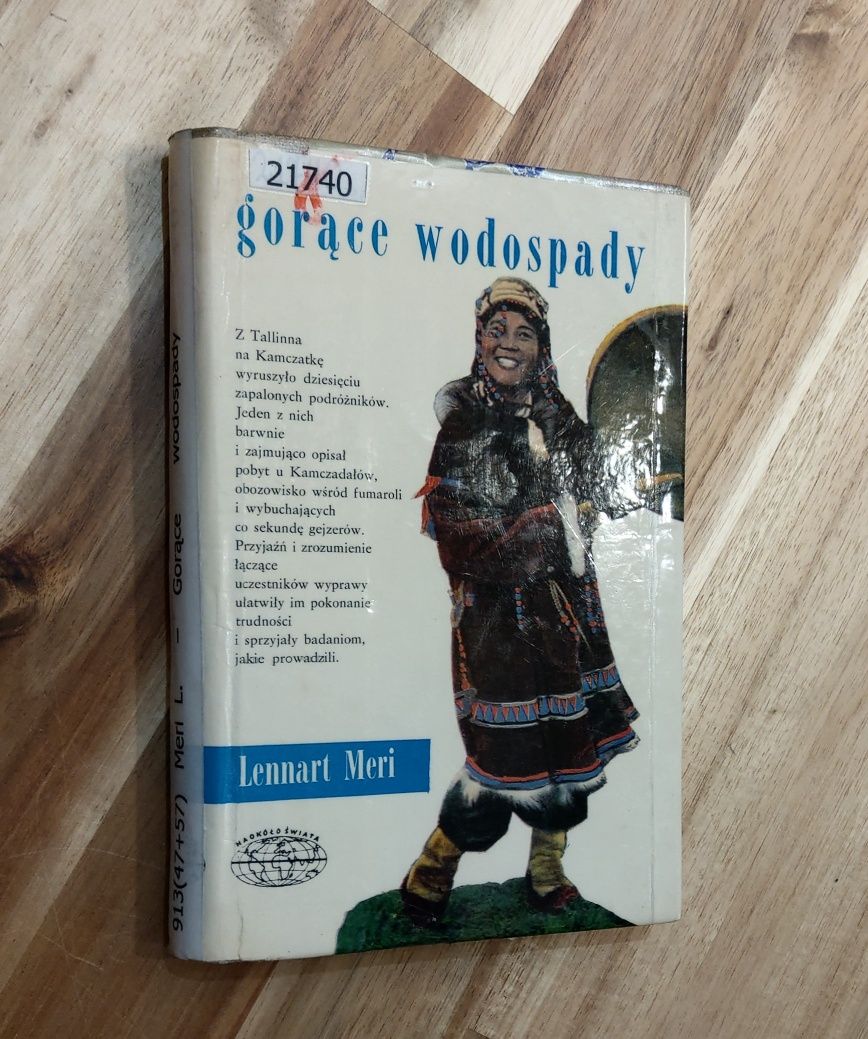 21740
gorące wodospady
Z Tallinna
na Kamczatkę
wyruszyło dziesięciu
zapalonych podróżników.
Jeden z nich
barwnie
i zajmująco opisał
pobyt u Kamczadałów,
obozowisko wśród fumaroli
i wybuchających
co sekundę gejzerów.
Przyjaźń i zrozumienie
łączące
uczestników wyprawy
ułatwiły im pokonanie
trudności
i sprzyjały badaniom,
jakie prowadzili.
Lennart Meri
NAOKOŁO ŚWIATA
913(47+57) Meri L. – Gorące wodospady